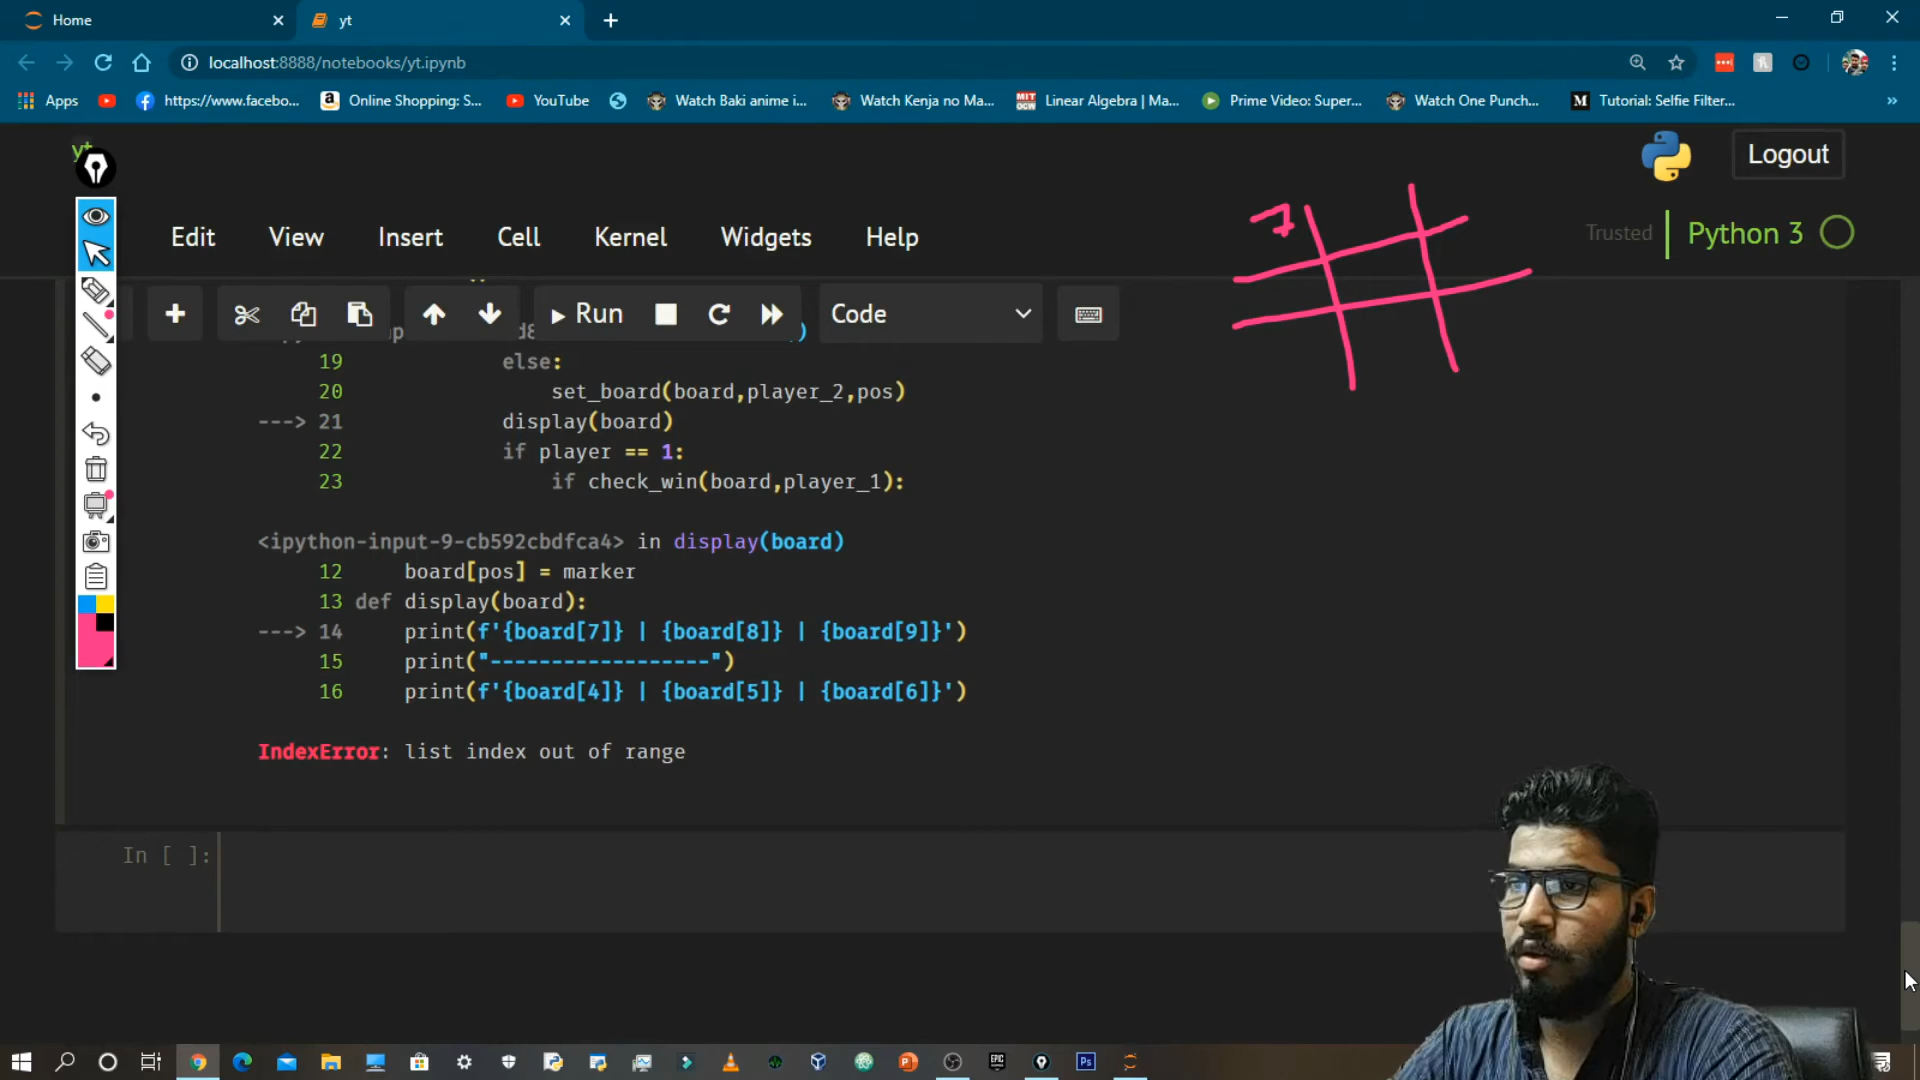 Home
yt
localhost:8888/notebooks/yt.ipynb
Apps
https://www.facebo...
Online Shopping: S...
YouTube
Watch Baki anime i...
Watch Kenja no Ma...
MIT OCW Linear Algebra | Ma...
Prime Video: Super...
Watch One Punch...
Tutorial: Selfie Filter...
»
yt
Logout
Edit View Insert Cell Kernel Widgets Help
Trusted Python 3
7
Run
Code
19 else:
20 set_board(board,player_2,pos)
---> 21 display(board)
22 if player == 1:
23 if check_win(board,player_1):
<ipython-input-9-cb592cbdfca4> in display(board)
12 board[pos] = marker
13 def display(board):
---> 14 print(f'{board[7]} | {board[8]} | {board[9]}')
15 print("------------------")
16 print(f'{board[4]} | {board[5]} | {board[6]}')
IndexError: list index out of range
In [ ]: